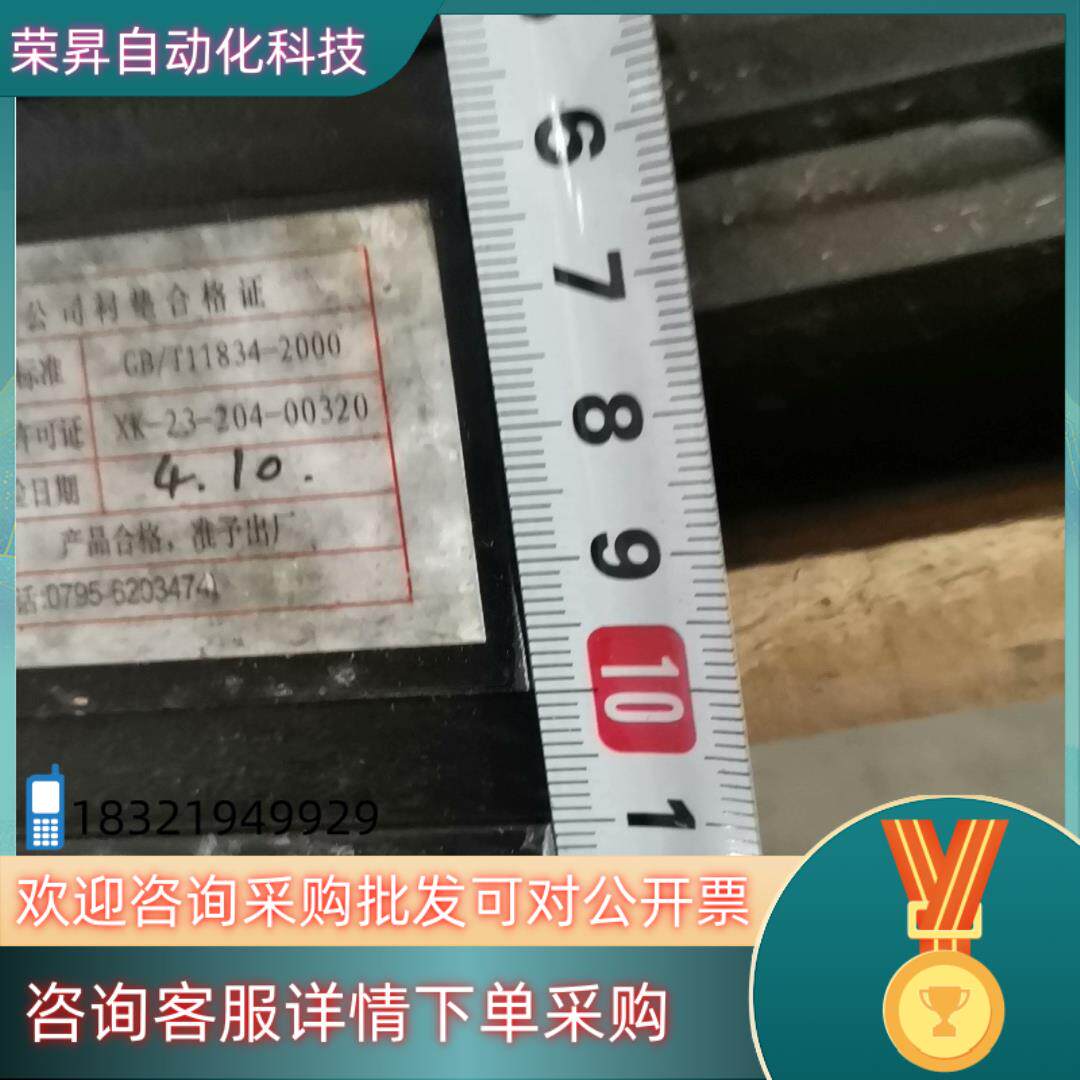 荣昇自动化科技
6
7
8
9
10
1
公司衬垫合格证
标准 GB/T11834-2000
许可证 XK-23-204-00320
日期 4.10.
产品合格，准予出厂
话:0795-6203474
18321949929
欢迎咨询采购批发可对公开票
咨询客服详情下单采购